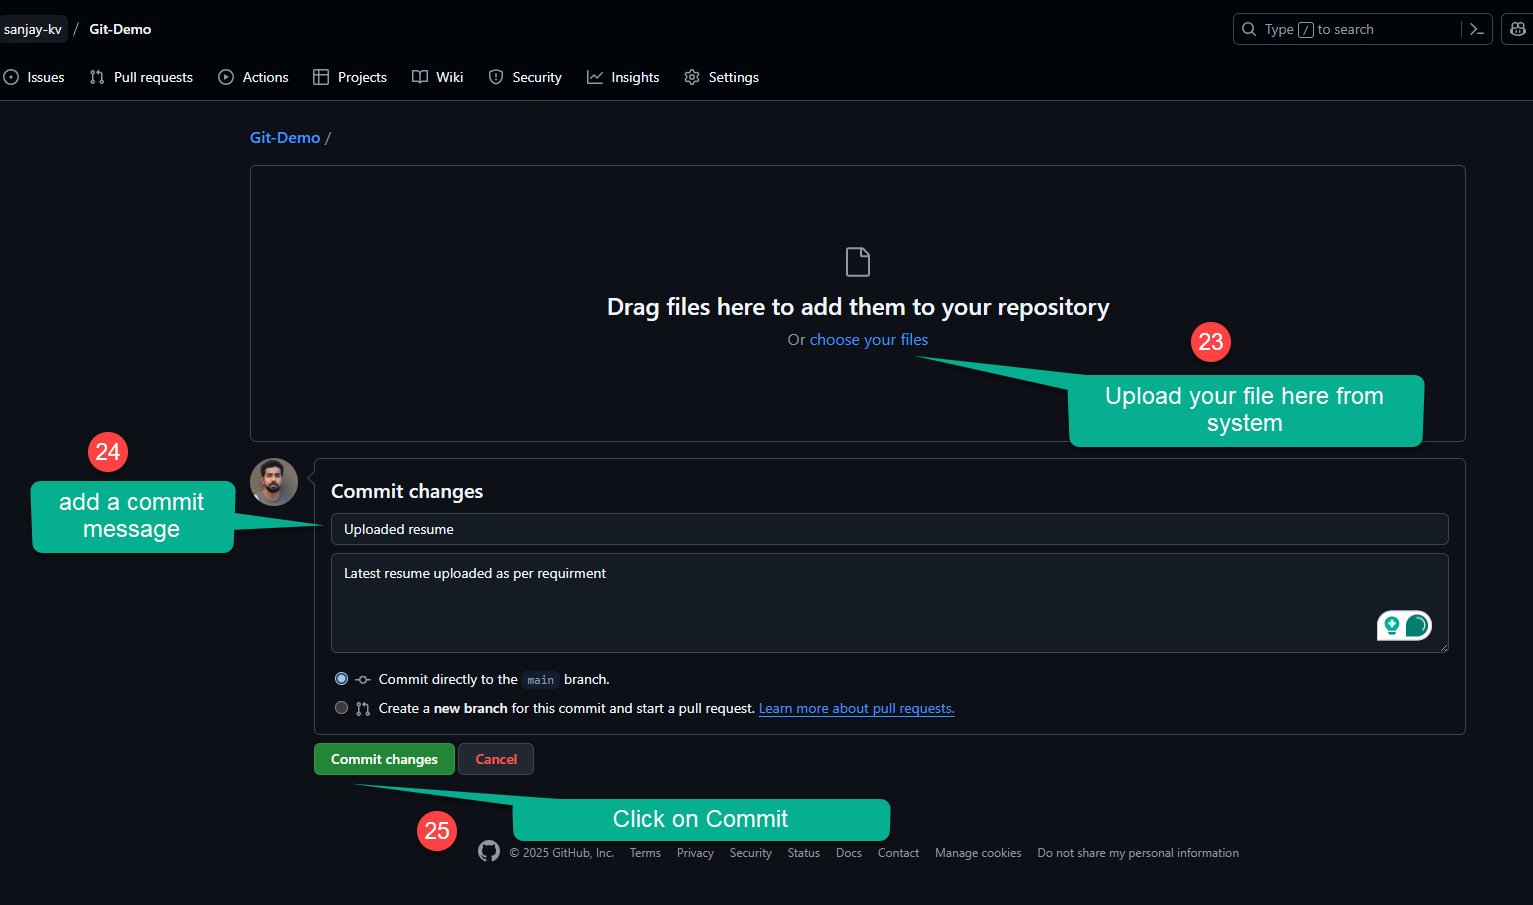 sanjay-kv / Git-Demo
Type / to search
Issues Pull requests Actions Projects Wiki Security Insights Settings
Git-Demo /
Drag files here to add them to your repository
Or choose your files
23
Upload your file here from
system
24
add a commit
message
Commit changes
Uploaded resume
Latest resume uploaded as per requirment
Commit directly to the main branch.
Create a new branch for this commit and start a pull request. Learn more about pull requests.
Commit changes Cancel
25
Click on Commit
© 2025 GitHub, Inc. Terms Privacy Security Status Docs Contact Manage cookies Do not share my personal information